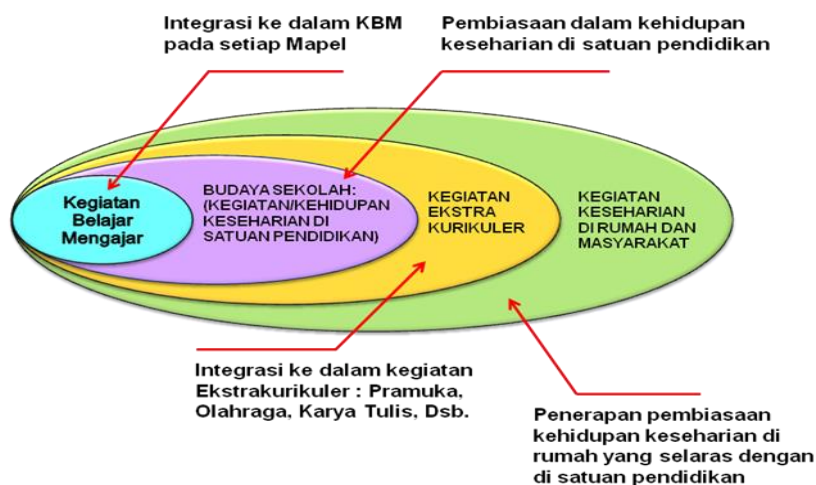 Integrasi ke dalam KBM
pada setiap Mapel
Pembiasaan dalam kehidupan
keseharian di satuan pendidikan
Kegiatan
Belajar
Mengajar
BUDAYA SEKOLAH:
(KEGIATAN/KEHIDUPAN
KESEHARIAN DI
SATUAN PENDIDIKAN)
KEGIATAN
EKSTRA
KURIKULER
KEGIATAN
KESEHARIAN
DI RUMAH DAN
MASYARAKAT
Integrasi ke dalam kegiatan
Ekstrakurikuler : Pramuka,
Olahraga, Karya Tulis, Dsb.
Penerapan pembiasaan
kehidupan keseharian di
rumah yang selaras dengan
di satuan pendidikan